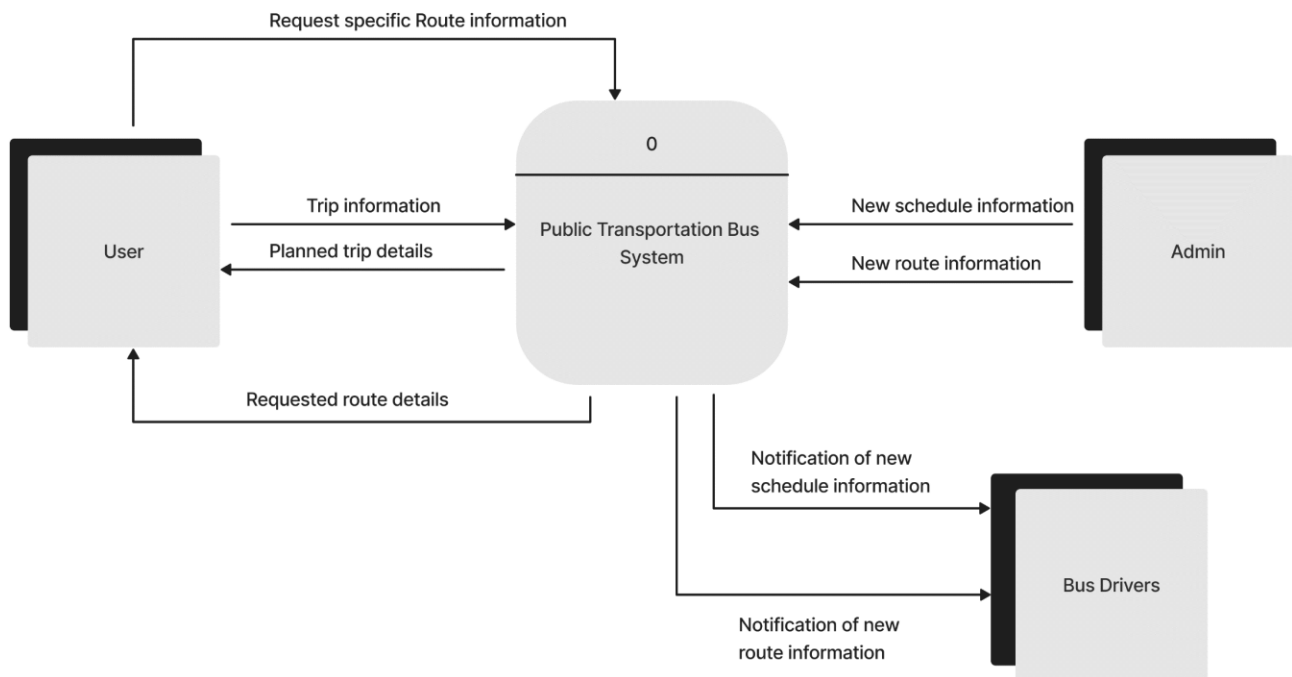 Request specific Route information
0
Trip information
New schedule information
Public Transportation Bus
System
User
Planned trip details
New route information
Admin
Requested route details
Notification of new
schedule information
Bus Drivers
Notification of new
route information